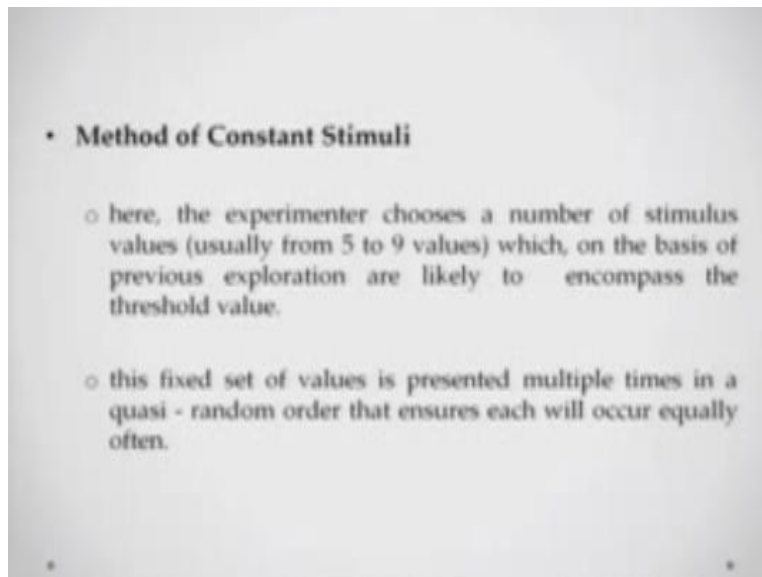 • Method of Constant Stimuli
o here, the experimenter chooses a number of stimulus
values (usually from 5 to 9 values) which, on the basis of
previous exploration are likely to encompass the
threshold value.
o this fixed set of values is presented multiple times in a
quasi - random order that ensures each will occur equally
often.